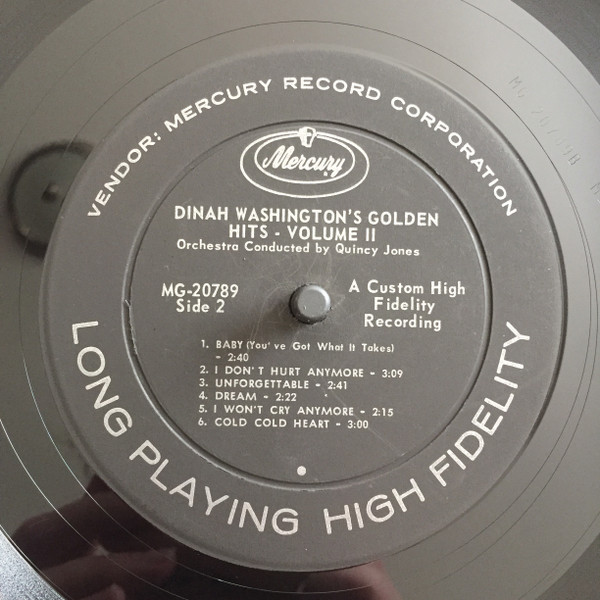 VENDOR: MERCURY RECORD CORPORATION
Mercury
DINAH WASHINGTON'S GOLDEN
HITS - VOLUME II
Orchestra Conducted by Quincy Jones
MG-20789
Side 2
A Custom High
Fidelity
Recording
1. BABY (You've Got What It Takes)
- 2:40
2. I DON'T HURT ANYMORE - 3:09
3. UNFORGETTABLE - 2:41
4. DREAM - 2:22
5. I WON'T CRY ANYMORE - 2:15
6. COLD COLD HEART - 3:00
LONG PLAYING HIGH FIDELITY